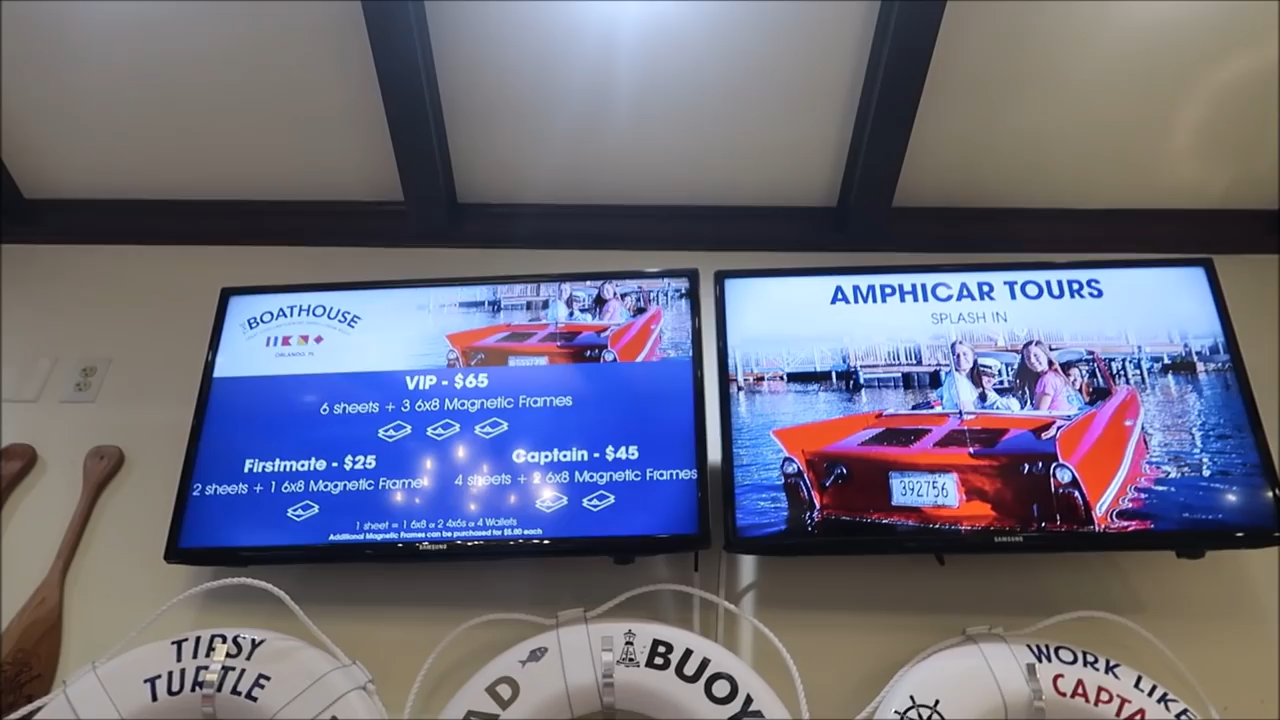 BOATHOUSE
ORLANDO, FL
VIP - $65
6 sheets + 3 6x8 Magnetic Frames
Firstmate - $25
2 sheets + 1 6x8 Magnetic Frame
Captain - $45
4 sheets + 2 6x8 Magnetic Frames
1 sheet = 1 6x8 or 2 4x6s or 4 Wallets
Additional Magnetic Frames can be purchased for $5.00 each
SAMSUNG
AMPHICAR TOURS
SPLASH IN
392756
SAMSUNG
TIPSY
TURTLE
AD
BUOY
WORK LIKE
CAPTA